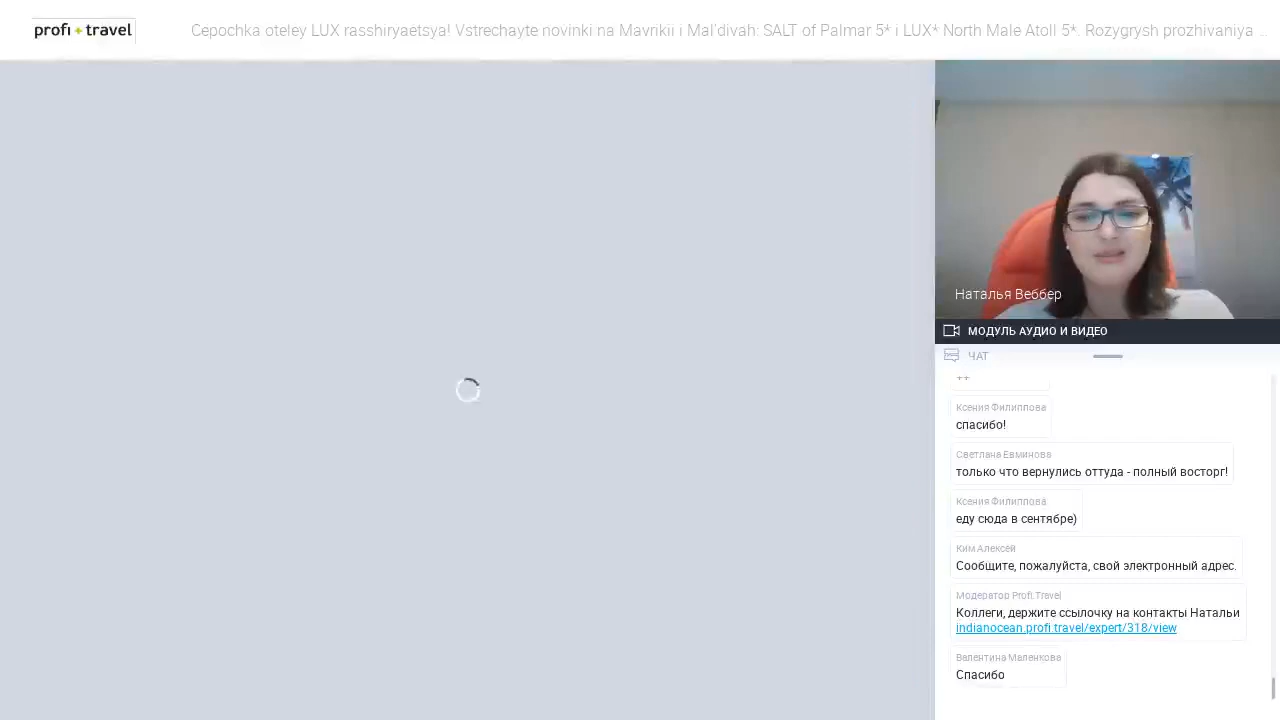 profi travel
Cepochka oteley LUX rasshiryaetsya! Vstrechayte novinki na Mavrikii i Mal'divah: SALT of Palmar 5* i LUX* North Male Atoll 5*. Rozygrysh prozhivaniya ...
Наталья Веббер
МОДУЛЬ АУДИО И ВИДЕО
ЧАТ
++
Ксения Филиппова
спасибо!
Светлана Евминова
только что вернулись оттуда - полный восторг!
Ксения Филиппова
еду сюда в сентябре)
Ким Алексей
Сообщите, пожалуйста, свой электронный адрес.
Модератор Profi.Travel
Коллеги, держите ссылочку на контакты Натальи
indianocean.profi.travel/expert/318/view
Валентина Маленкова
Спасибо